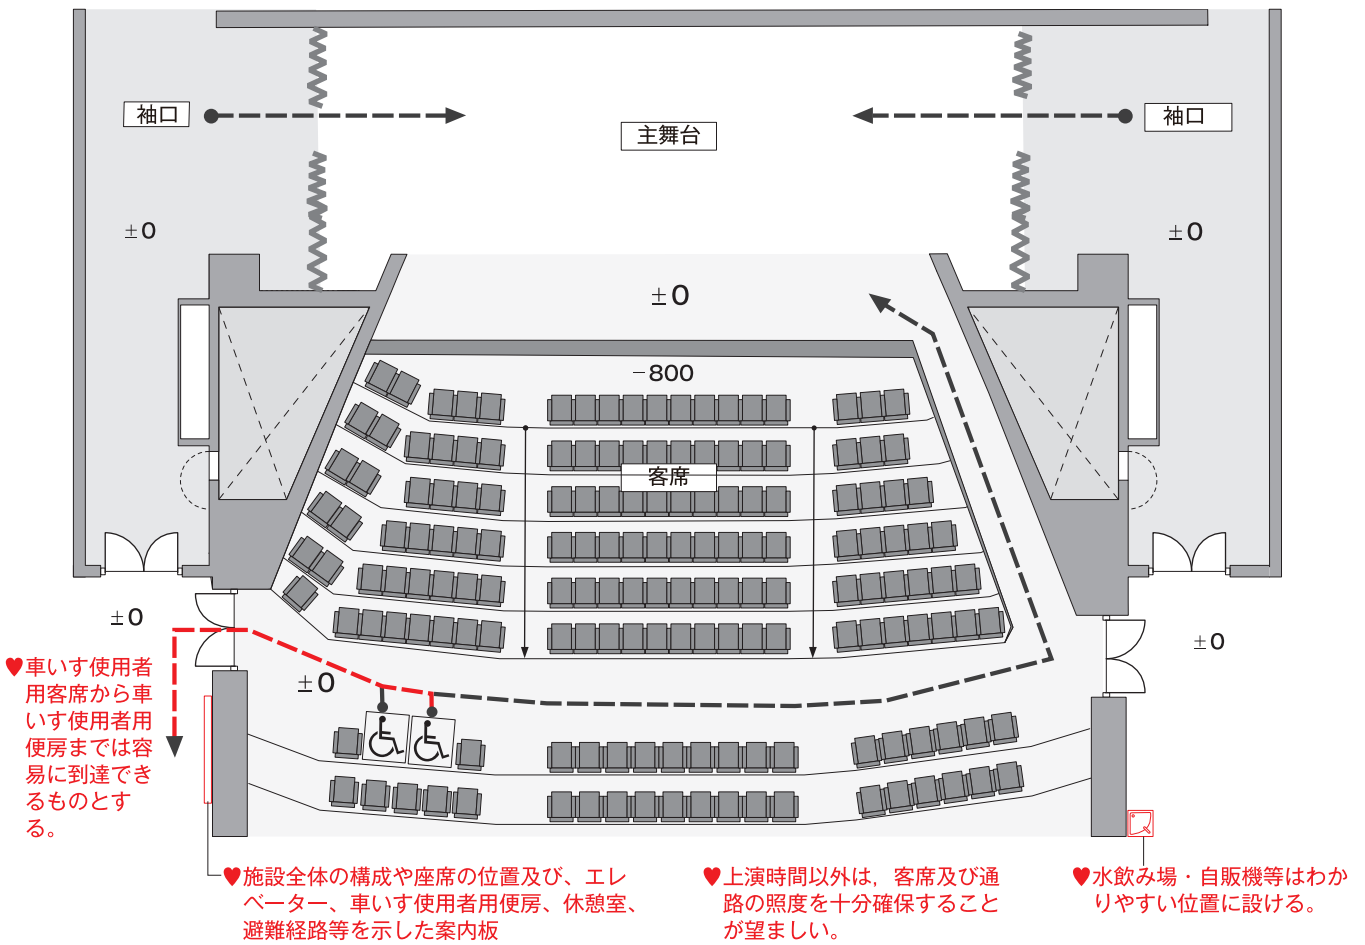 袖口
主舞台
袖口
±0
±0
±0
−800
客席
±0
±0
±0
♥車いす使用者
用客席から車
いす使用者用
便房までは容
易に到達でき
るものとす
る。
♥施設全体の構成や座席の位置及び、エレ
ベーター、車いす使用者用便房、休憩室、
避難経路等を示した案内板
♥上演時間以外は，客席及び通
路の照度を十分確保すること
が望ましい。
♥水飲み場・自販機等はわか
りやすい位置に設ける。